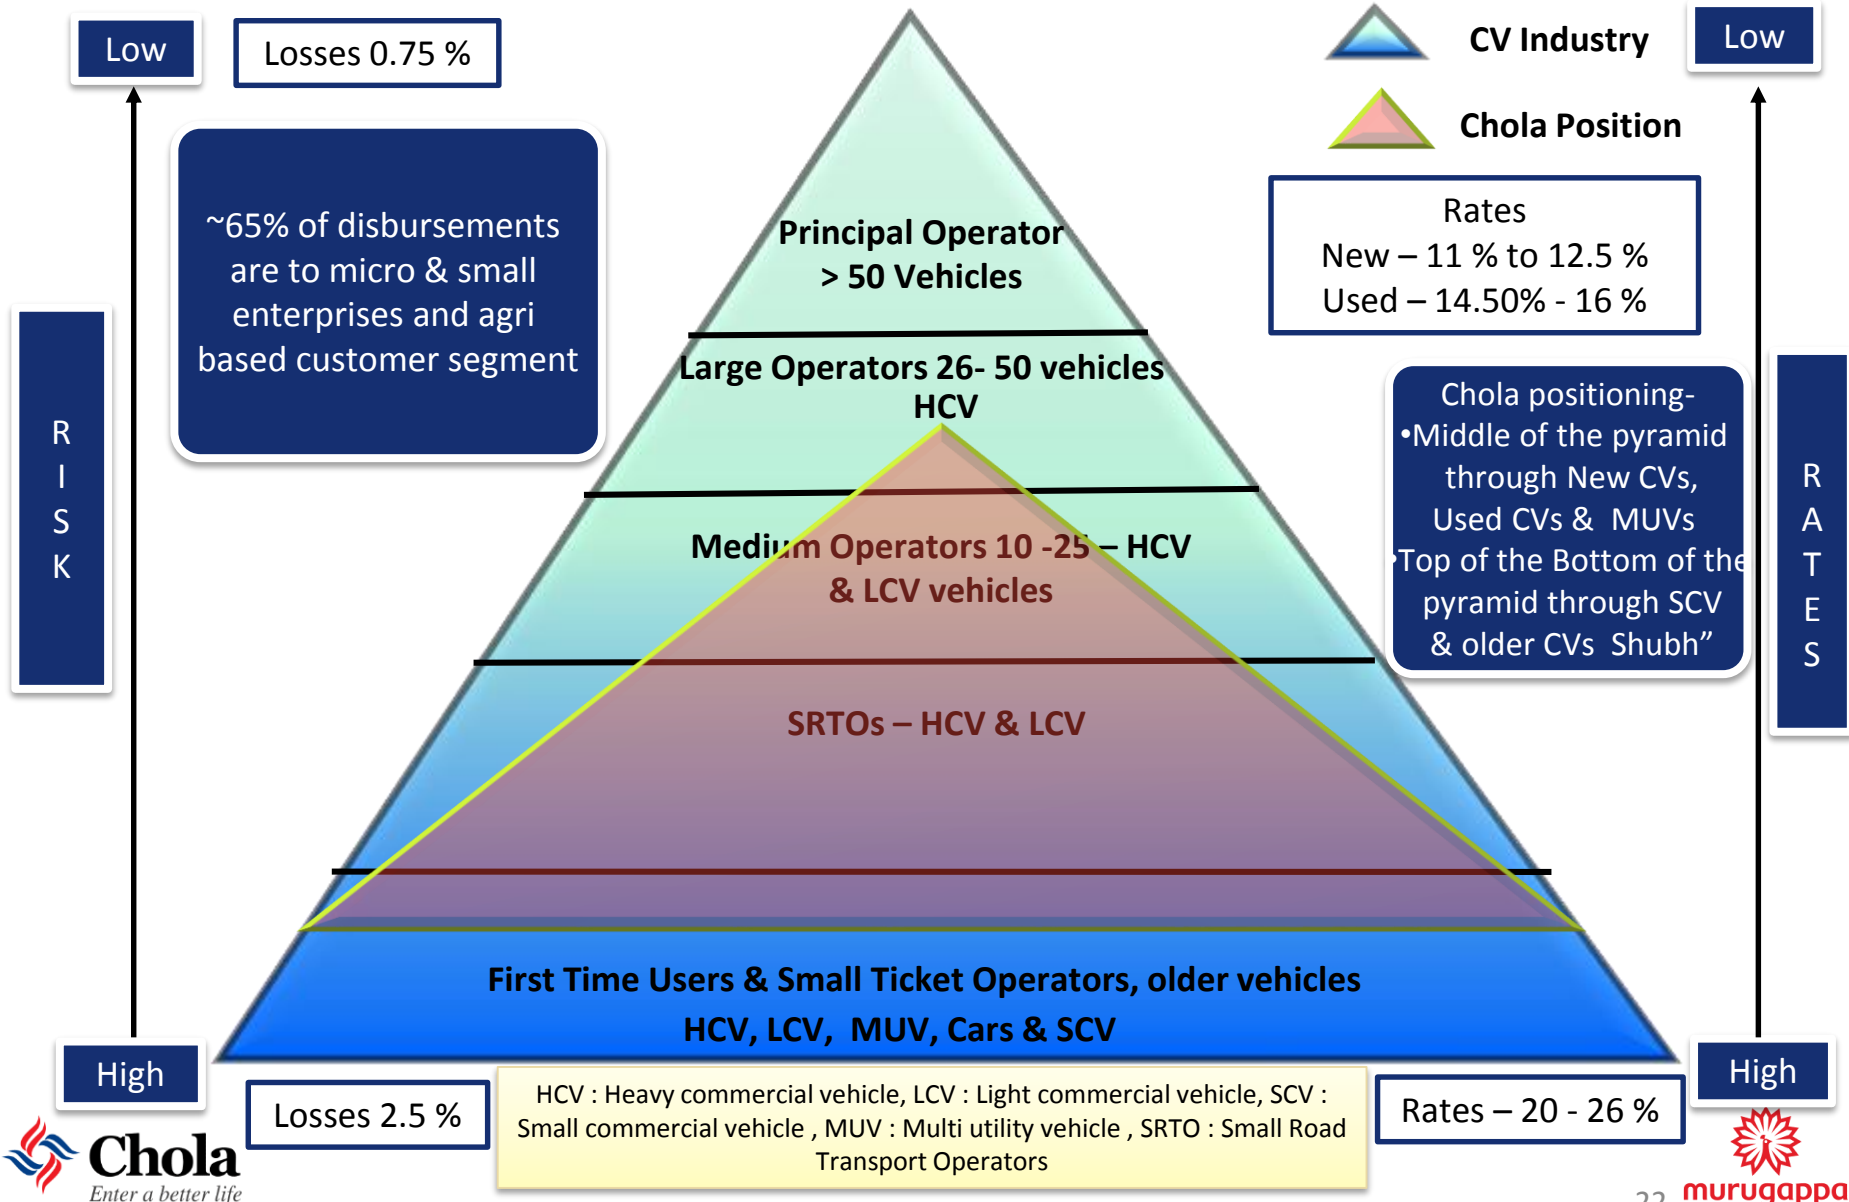 Low
Losses 0.75 %
CV Industry
Low
Chola Position
~65% of disbursements
are to micro & small
enterprises and agri
based customer segment
Principal Operator
> 50 Vehicles
Rates
New – 11 % to 12.5 %
Used – 14.50% - 16 %
Large Operators 26- 50 vehicles
HCV
R
I
S
K
Chola positioning-
•Middle of the pyramid
through New CVs,
Used CVs & MUVs
•Top of the Bottom of the
pyramid through SCV
& older CVs Shubh”
R
A
T
E
S
Medium Operators 10 -25 – HCV
& LCV vehicles
SRTOs – HCV & LCV
First Time Users & Small Ticket Operators, older vehicles
HCV, LCV, MUV, Cars & SCV
High
Losses 2.5 %
HCV : Heavy commercial vehicle, LCV : Light commercial vehicle, SCV :
Small commercial vehicle , MUV : Multi utility vehicle , SRTO : Small Road
Transport Operators
Rates – 20 - 26 %
High
Chola
Enter a better life
22
murugappa